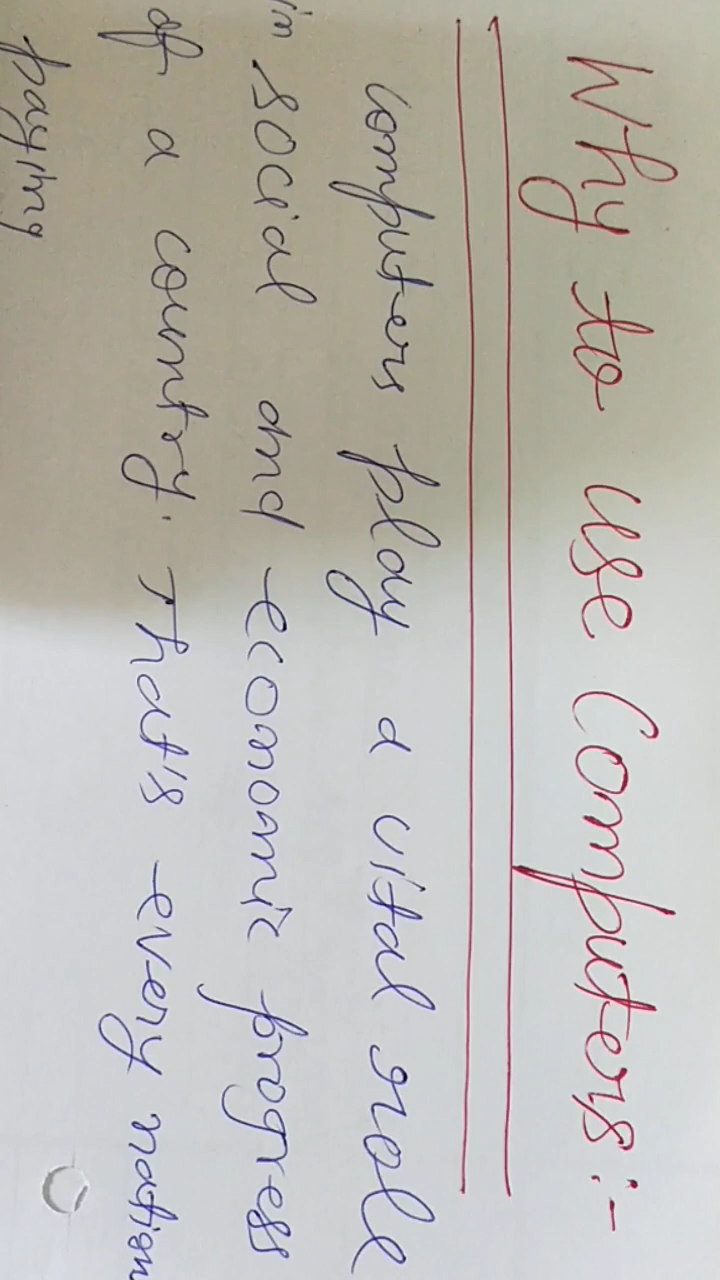 Why to use Computers:-
Computers play a vital role
in social and economic progress
of a country. That's every nation
paying